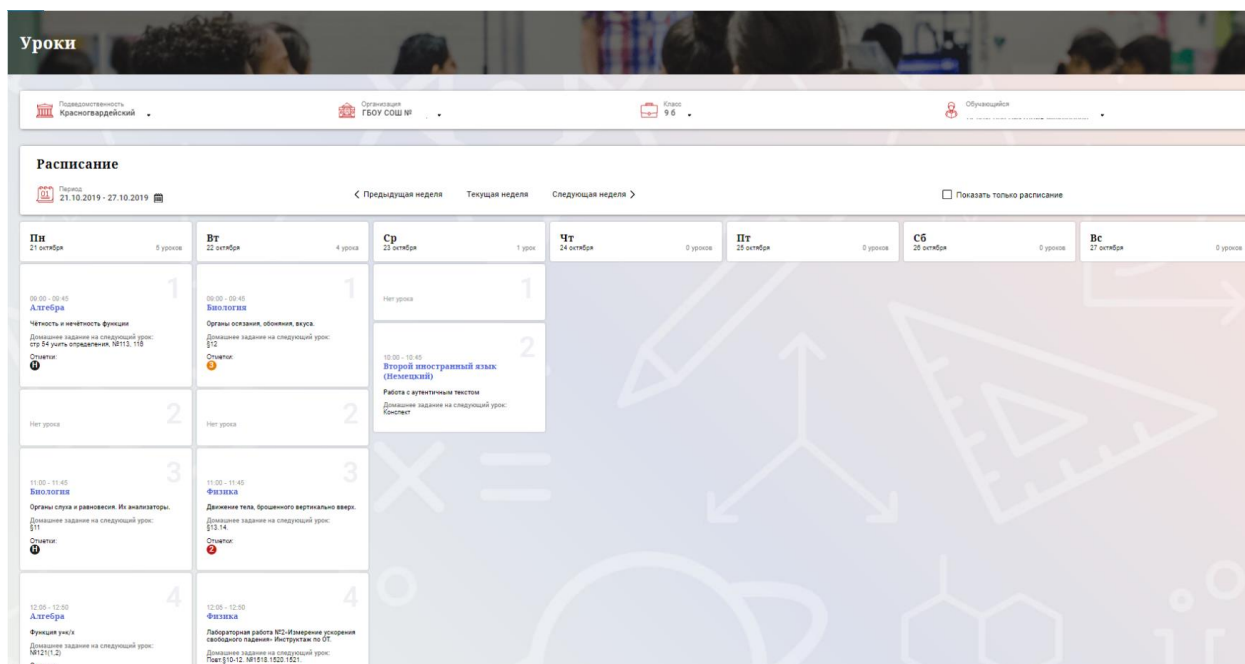 Уроки
Подведомственность
Красногвардейский
Организация
ГБОУ СОШ №
Класс
9 б
Обучающийся
Расписание
Период
21.10.2019 - 27.10.2019
Предыдущая неделя
Текущая неделя
Следующая неделя
Показать только расписание
Пн
21 октября
5 уроков
Вт
22 октября
4 урока
Ср
23 октября
1 урок
Чт
24 октября
0 уроков
Пт
25 октября
0 уроков
Сб
26 октября
0 уроков
Вс
27 октября
0 уроков
1
09:00 - 09:45
Алгебра
Чётность и нечётность функции
Домашнее задание на следующий урок:
стр 54 учить определения, №113, 115
Отметки:
Н
2
Нет урока
3
11:00 - 11:45
Биология
Органы слуха и равновесия. Их анализаторы.
Домашнее задание на следующий урок:
§11
Отметки:
Н
4
12:05 - 12:50
Алгебра
Функция y=к/х
Домашнее задание на следующий урок:
№121(1,2)
1
09:00 - 09:45
Биология
Органы осязания, обоняния, вкуса.
Домашнее задание на следующий урок:
§12
Отметки:
3
2
Нет урока
3
11:00 - 11:45
Физика
Движение тела, брошенного вертикально вверх.
Домашнее задание на следующий урок:
§13.14.
Отметки:
2
4
12:05 - 12:50
Физика
Лабораторная работа №2«Измерение ускорения
свободного падения» Инструктаж по ОТ.
Домашнее задание на следующий урок:
Повт.§10-12. №1518.1520.1521.
1
Нет урока
2
10:00 - 10:45
Второй иностранный язык
(Немецкий)
Работа с аутентичным текстом
Домашнее задание на следующий урок:
Конспект